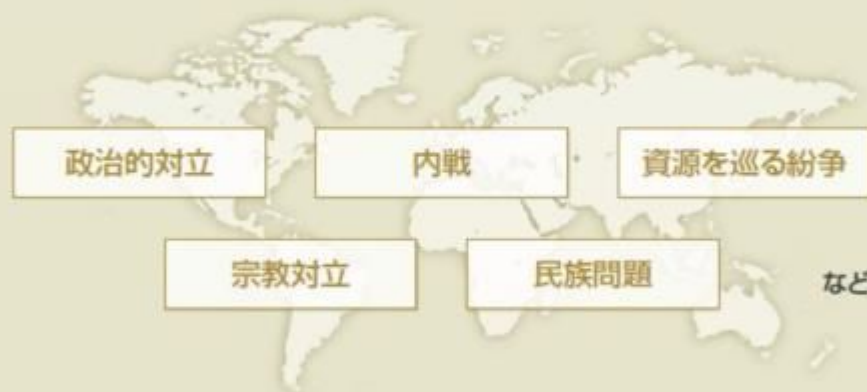 政治的対立
内戦
資源を巡る紛争
宗教対立
民族問題
など